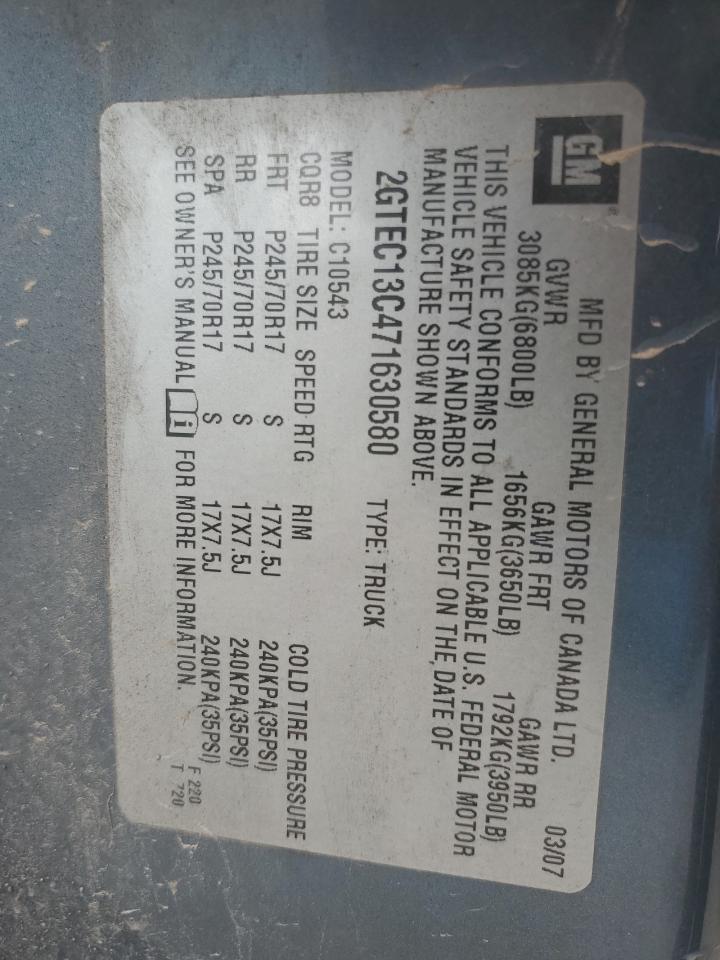 GM®
MFD BY GENERAL MOTORS OF CANADA LTD.
GVWR GAWR FRT GAWR RR 03/07
3085KG(6800LB) 1656KG(3650LB) 1792KG(3950LB)
THIS VEHICLE CONFORMS TO ALL APPLICABLE U.S. FEDERAL MOTOR
VEHICLE SAFETY STANDARDS IN EFFECT ON THE DATE OF
MANUFACTURE SHOWN ABOVE.
2GTEC13C471630580 TYPE: TRUCK
MODEL: C10543
CQR8 TIRE SIZE SPEED RTG RIM COLD TIRE PRESSURE
FRT P245/70R17 S 17X7.5J 240KPA(35PSI)
RR P245/70R17 S 17X7.5J 240KPA(35PSI)
SPA P245/70R17 S 17X7.5J 240KPA(35PSI)
SEE OWNER'S MANUAL i FOR MORE INFORMATION.
F 220
T 720